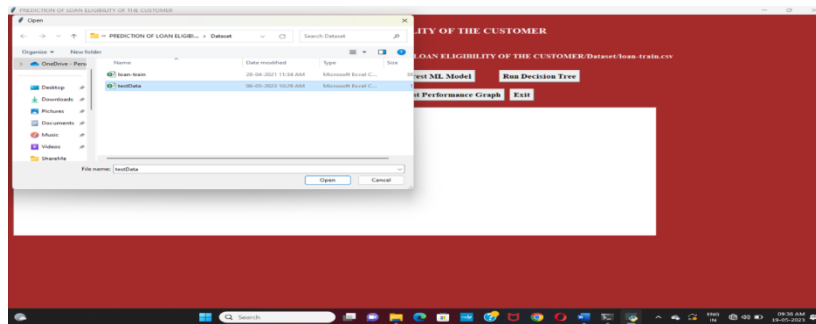 PREDICTION OF LOAN ELIGIBILITY OF THE CUSTOMER
Open
PREDICTION OF LOAN ELIGIBI... › Dataset
Search Dataset
Organize
New folder
OneDrive - Pers
Desktop
Downloads
Pictures
Documents
Music
Videos
ShareMe
Name
Date modified
Type
Size
loan-train
28-04-2021 11:34 AM
Microsoft Excel C...
testData
06-05-2023 10:29 AM
Microsoft Excel C...
File name:
testData
Open
Cancel
LITY OF THE CUSTOMER
LOAN ELIGIBILITY OF THE CUSTOMER/Dataset/loan-train.csv
rest ML Model
Run Decision Tree
t Performance Graph
Exit
Search
ENG
IN
09:38 AM
19-05-2023